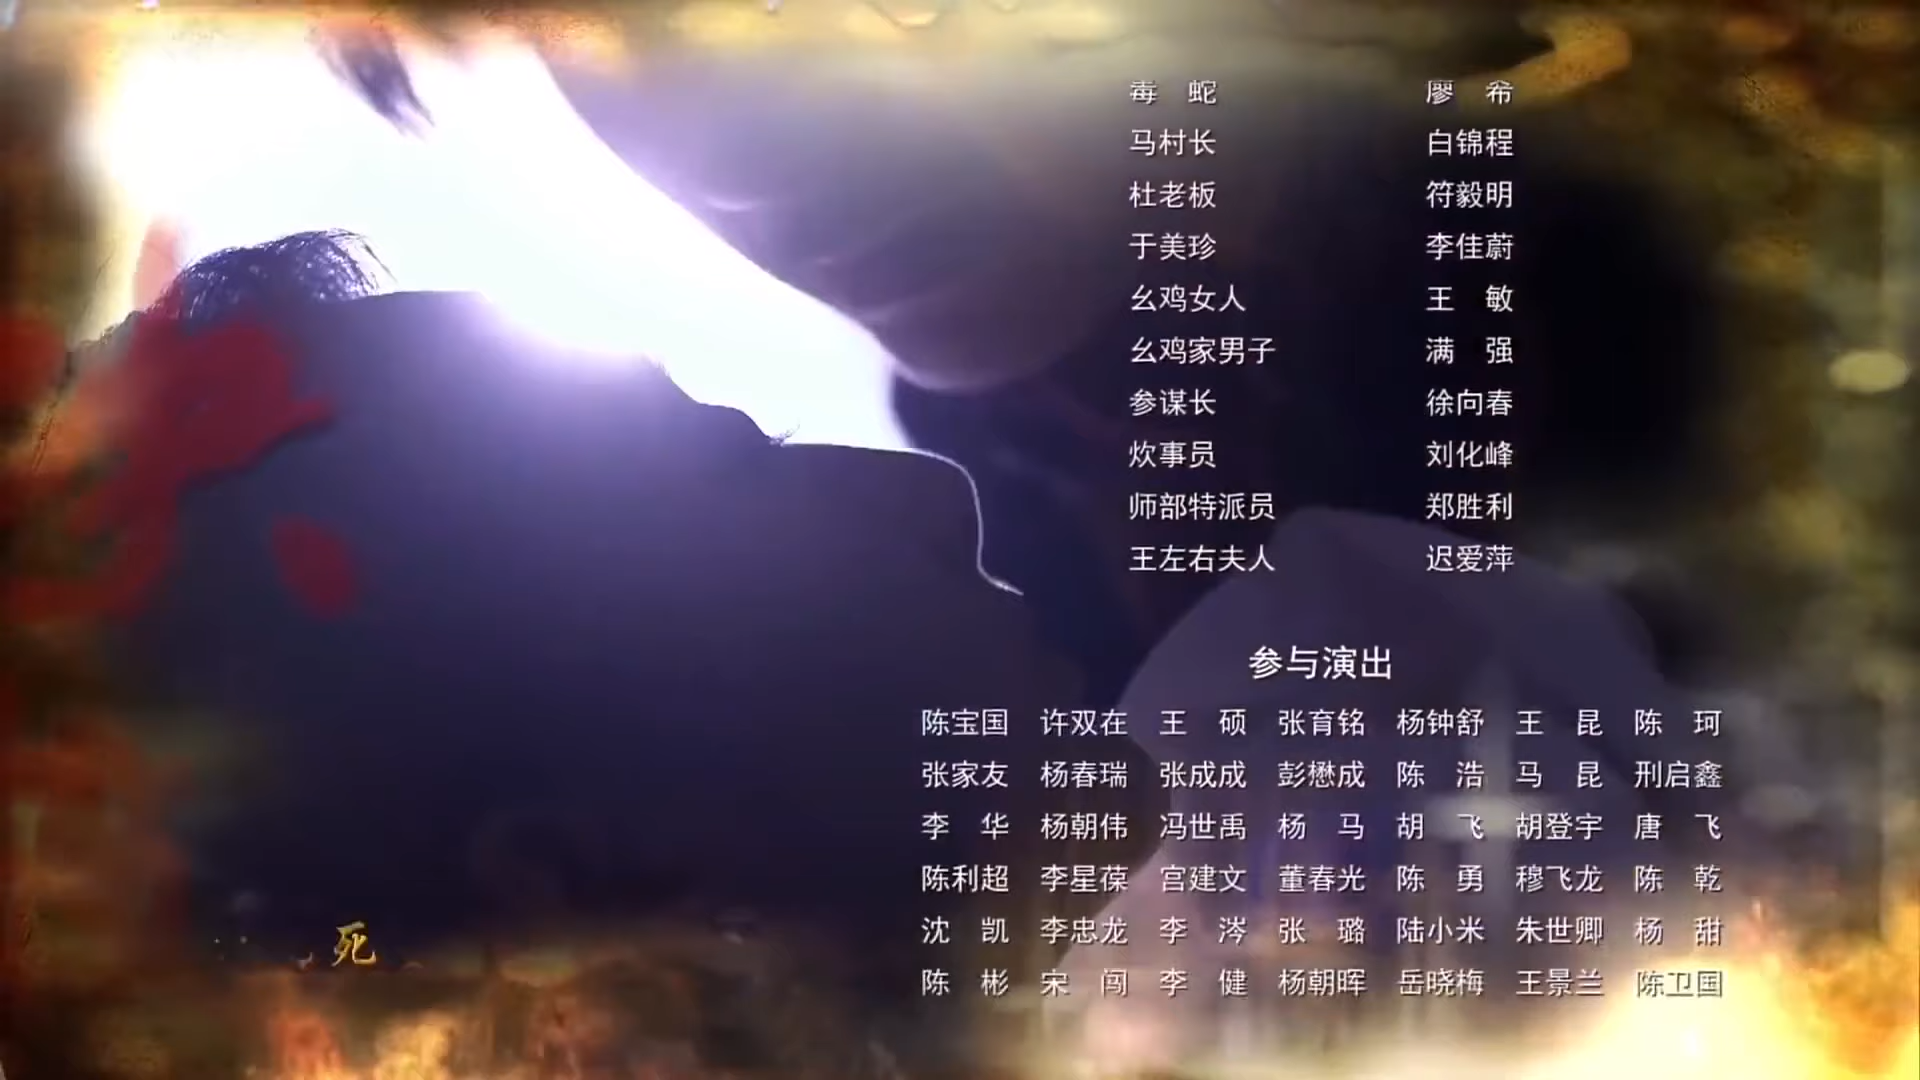 毒 蛇 廖 希
马村长 白锦程
杜老板 符毅明
于美珍 李佳蔚
幺鸡女人 王 敏
幺鸡家男子 满 强
参谋长 徐向春
炊事员 刘化峰
师部特派员 郑胜利
王左右夫人 迟爱萍
参与演出
陈宝国 许双在 王 硕 张育铭 杨钟舒 王 昆 陈 珂
张家友 杨春瑞 张成成 彭懋成 陈 浩 马 昆 刑启鑫
李 华 杨朝伟 冯世禹 杨 马 胡 飞 胡登宇 唐 飞
陈利超 李星葆 宫建文 董春光 陈 勇 穆飞龙 陈 乾
沈 凯 李忠龙 李 涔 张 璐 陆小米 朱世卿 杨 甜
陈 彬 宋 闯 李 健 杨朝晖 岳晓梅 王景兰 陈卫国
死